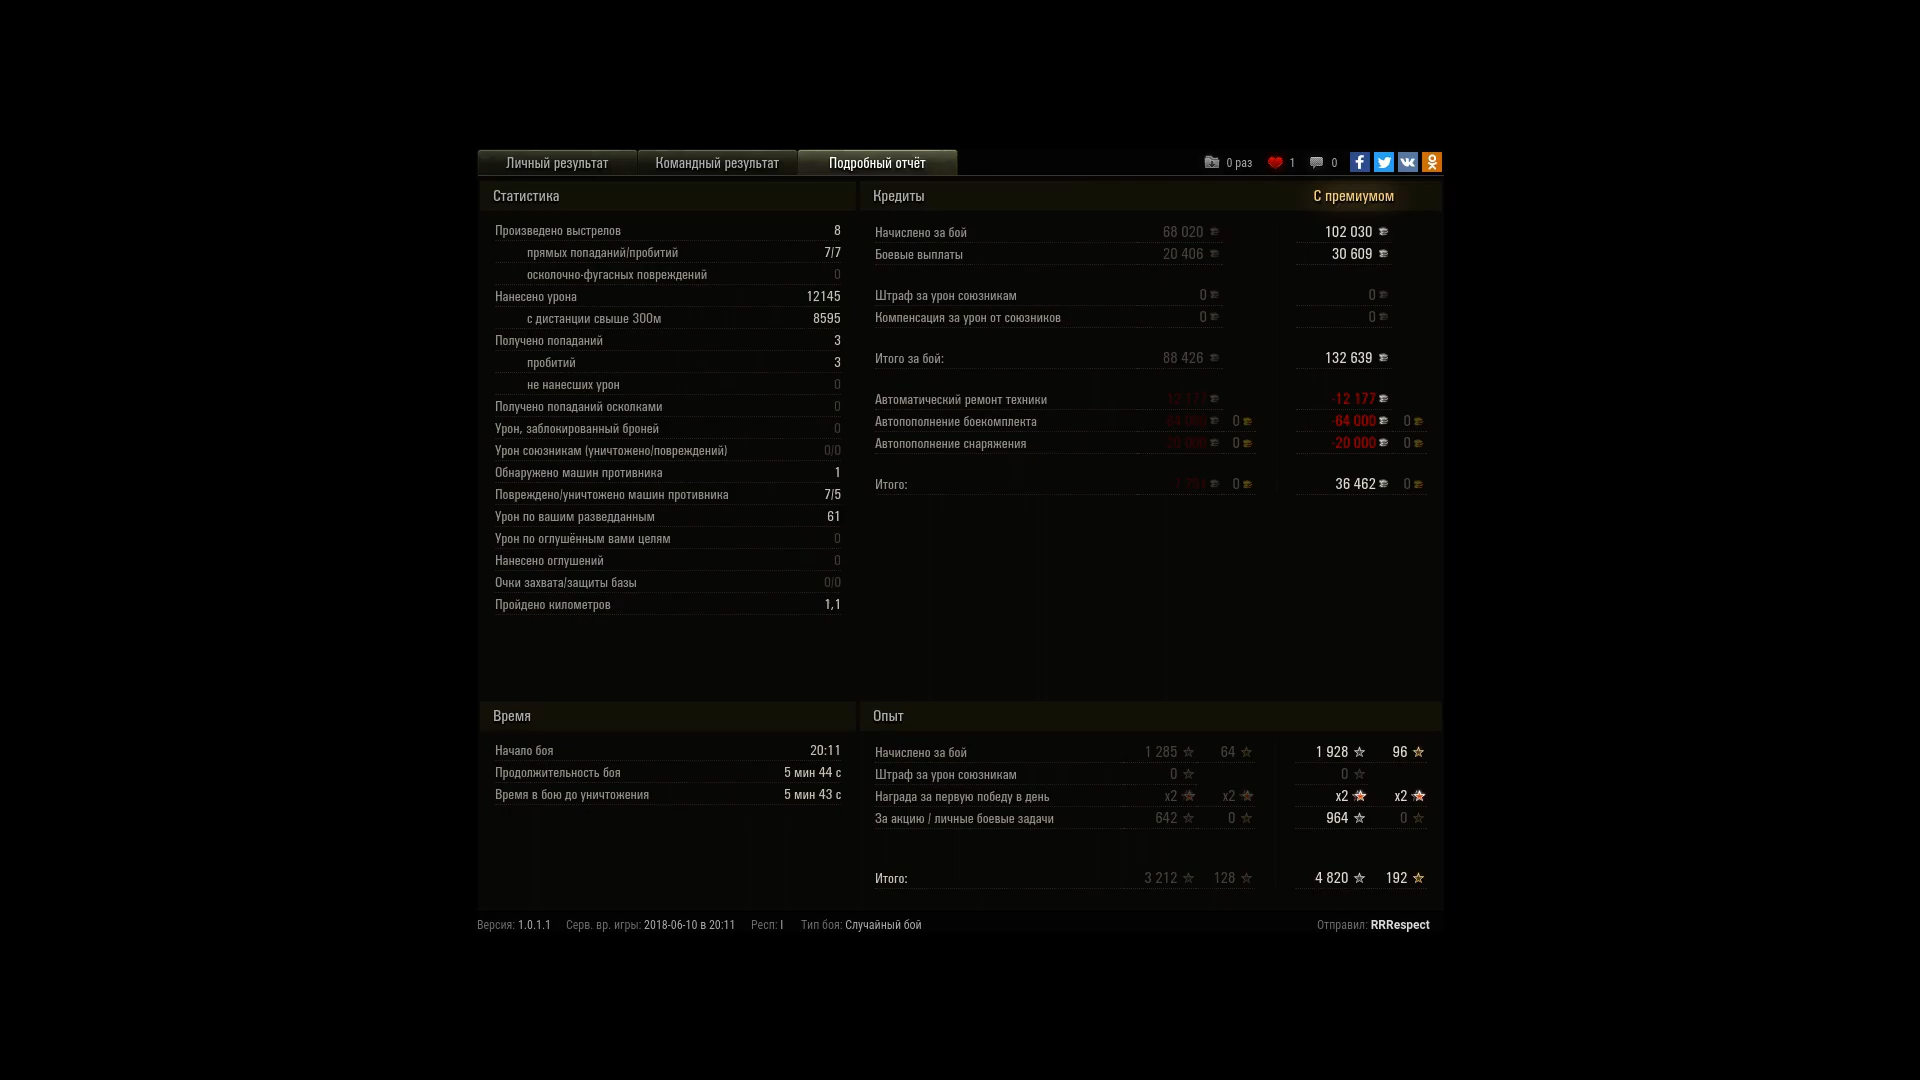 Личный результат Командный результат Подробный отчёт 0 раз 1 0
Статистика
Произведено выстрелов 8
прямых попаданий/пробитий 7/7
осколочно-фугасных повреждений 0
Нанесено урона 12145
с дистанции свыше 300м 8595
Получено попаданий 3
пробитий 3
не нанесших урон 0
Получено попаданий осколками 0
Урон, заблокированный броней 0
Урон союзникам (уничтожено/повреждений) 0/0
Обнаружено машин противника 1
Повреждено/уничтожено машин противника 7/5
Урон по вашим разведданным 61
Урон по оглушённым вами целям 0
Нанесено оглушений 0
Очки захвата/защиты базы 0/0
Пройдено километров 1,1
Кредиты С премиумом
Начислено за бой 68 020 102 030
Боевые выплаты 20 406 30 609
Штраф за урон союзникам 0 0
Компенсация за урон от союзников 0 0
Итого за бой: 88 426 132 639
Автоматический ремонт техники -12 177 -12 177
Автопополнение боекомплекта -64 000 0 -64 000 0
Автопополнение снаряжения -20 000 0 -20 000 0
Итого: 0 36 462 0
Время
Начало боя 20:11
Продолжительность боя 5 мин 44 с
Время в бою до уничтожения 5 мин 43 с
Опыт
Начислено за бой 1 285 64 1 928 96
Штраф за урон союзникам 0 0
Награда за первую победу в день x2 x2 x2 x2
За акцию / личные боевые задачи 642 0 964 0
Итого: 3 212 128 4 820 192
Версия: 1.0.1.1 Серв. вр. игры: 2018-06-10 в 20:11 Респ: I Тип боя: Случайный бой Отправил: RRRespect